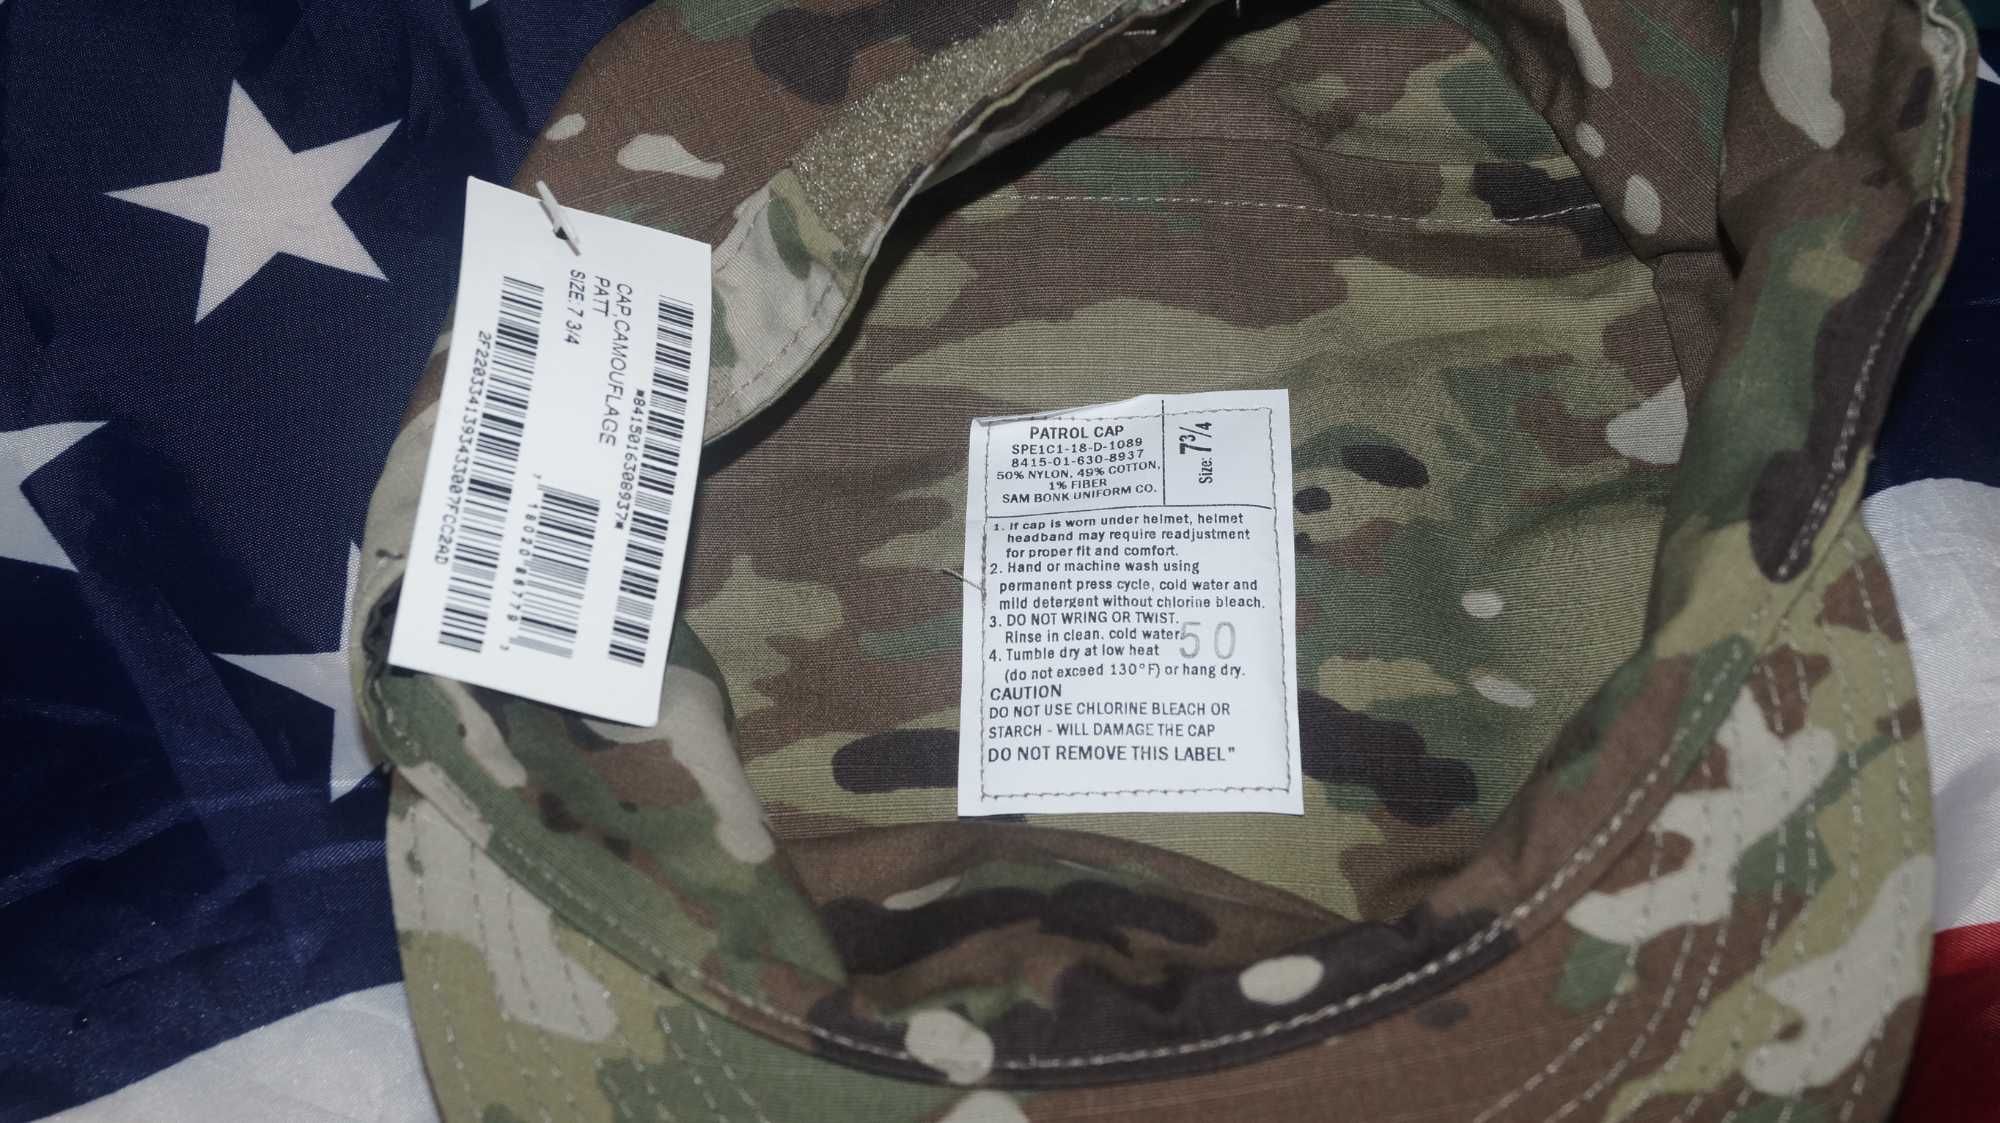 *8415016308937*
CAP,CAMOUFLAGE
PATT
SIZE: 7 3/4
2F2203341393433007FCC2AD
PATROL CAP
SPE1C1-18-D-1089
8415-01-630-8937
50% NYLON, 49% COTTON,
1% FIBER
SAM BONK UNIFORM CO.
Size: 7 3/4
1. If cap is worn under helmet, helmet
headband may require readjustment
for proper fit and comfort.
2. Hand or machine wash using
permanent press cycle, cold water and
mild detergent without chlorine bleach.
3. DO NOT WRING OR TWIST.
Rinse in clean. cold water.
50
4. Tumble dry at low heat
(do not exceed 130°F) or hang dry.
CAUTION
DO NOT USE CHLORINE BLEACH OR
STARCH - WILL DAMAGE THE CAP
DO NOT REMOVE THIS LABEL"